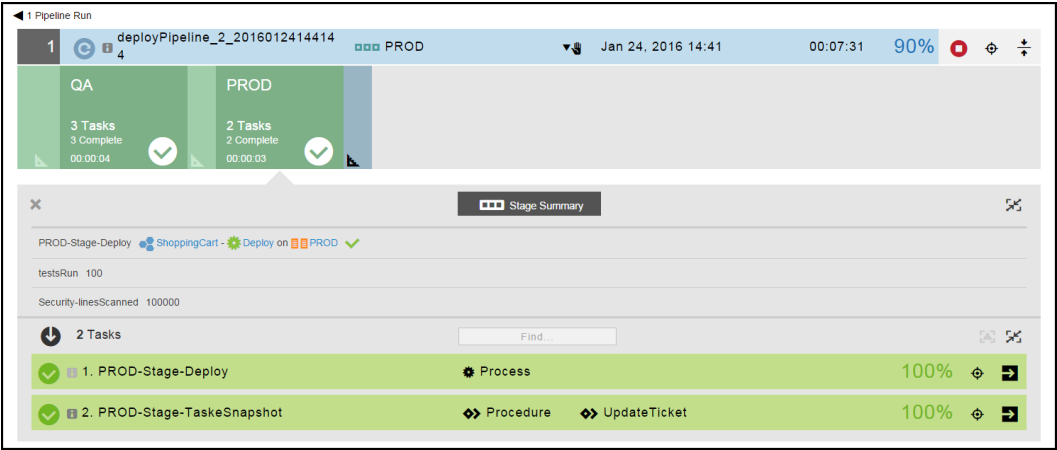 1 Pipeline Run
1 C deployPipeline_2_2016012414414 PROD Jan 24, 2016 14:41 00:07:31 90%
4
QA PROD
3 Tasks 2 Tasks
3 Complete 2 Complete
00:00:04 00:00:03
Stage Summary
PROD-Stage-Deploy ShoppingCart - Deploy on PROD
testsRun 100
Security-linesScanned 100000
2 Tasks Find...
1. PROD-Stage-Deploy Process 100%
2. PROD-Stage-TaskeSnapshot Procedure UpdateTicket 100%